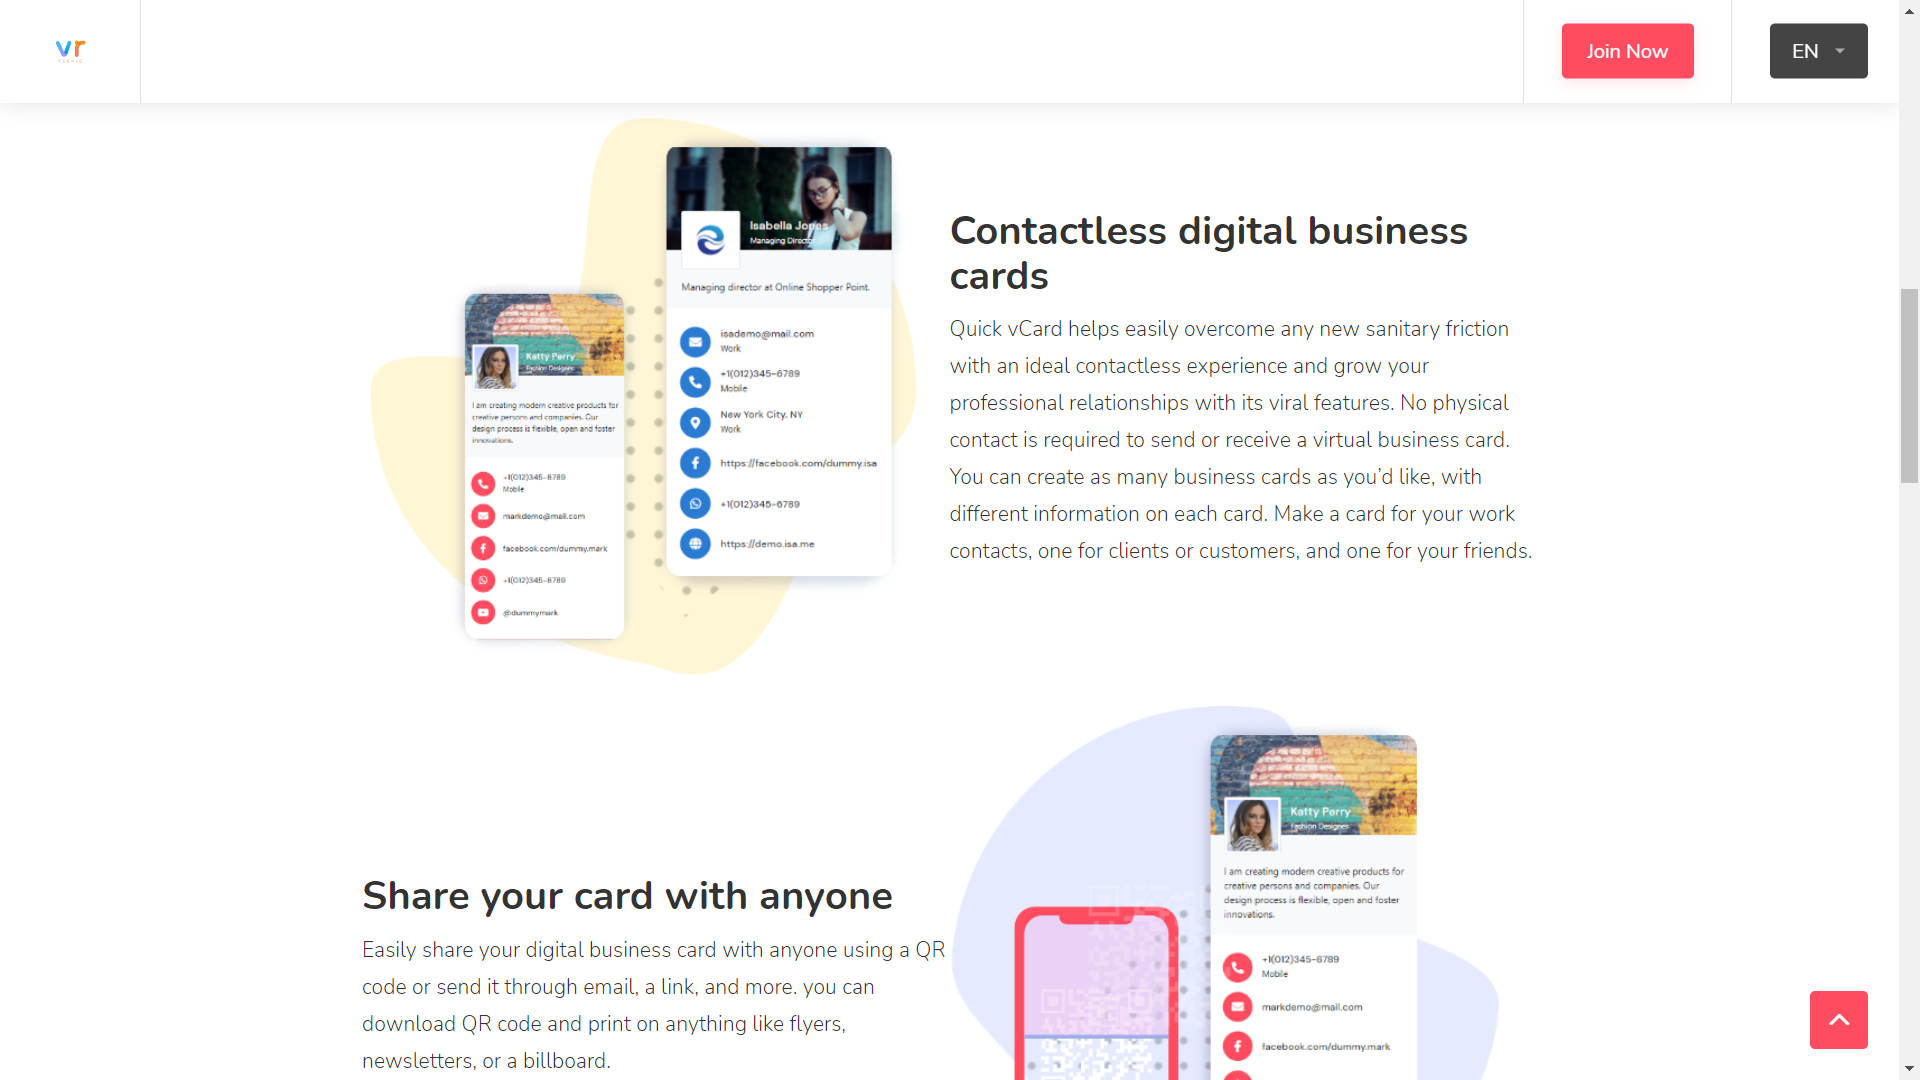 vr
TECHIE
Join Now
EN
Isabella Jones
Managing Director
Managing director at Online Shopper Point.
isademo@mail.com
Work
+1(012)345-6789
Mobile
New York City, NY
Work
https://facebook.com/dummy.isa
+1(012)345-6789
https://demo.isa.me
Katty Perry
Fashion Designer
I am creating modern creative products for
creative persons and companies. Our
design process is flexible, open and foster
innovations.
+1(012)345-6789
Mobile
markdemo@mail.com
facebook.com/dummy.mark
+1(012)345-6789
@dummymark
Contactless digital business
cards
Quick vCard helps easily overcome any new sanitary friction
with an ideal contactless experience and grow your
professional relationships with its viral features. No physical
contact is required to send or receive a virtual business card.
You can create as many business cards as you’d like, with
different information on each card. Make a card for your work
contacts, one for clients or customers, and one for your friends.
Share your card with anyone
Easily share your digital business card with anyone using a QR
code or send it through email, a link, and more. you can
download QR code and print on anything like flyers,
newsletters, or a billboard.
Katty Perry
Fashion Designer
I am creating modern creative products for
creative persons and companies. Our
design process is flexible, open and foster
innovations.
+1(012)345-6789
Mobile
markdemo@mail.com
facebook.com/dummy.mark